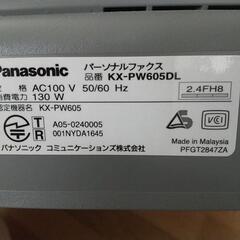 Panasonic
パーソナルファクス
品番 KX-PW605DL
格 AC100 V 50/60 Hz
消費電力 130 W
2.4FH8
認定機器名 KX-PW605
T
R
A05-0240005
001NYDA1645
VCCI
パナソニック コミュニケーションズ株式会社
Made in Malaysia
PFGT2847ZA